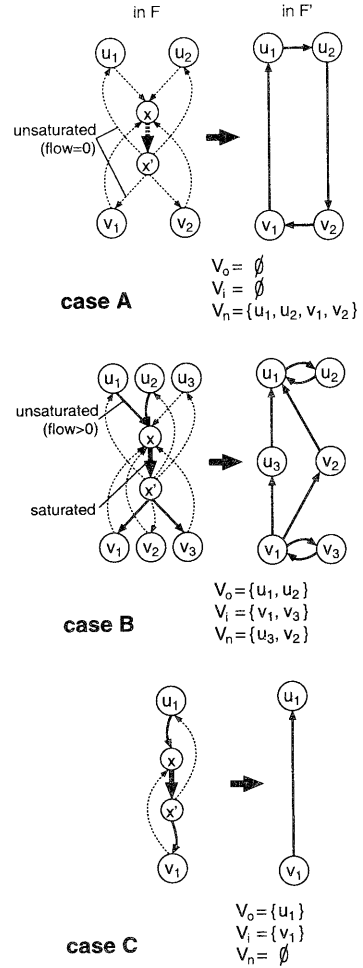 in F
in F'
u₁
u₂
u₁
u₂
x
unsaturated
(flow=0)
x'
v₁
v₂
v₁
v₂
Vₒ = ∅
Vᵢ = ∅
Vₙ = {u₁, u₂, v₁, v₂}
case A
u₁
u₂
u₃
u₁
u₂
unsaturated
(flow>0)
x
u₃
v₂
saturated
x'
v₁
v₂
v₃
v₁
v₃
Vₒ = {u₁, u₂}
Vᵢ = {v₁, v₃}
Vₙ = {u₃, v₂}
case B
u₁
u₁
x
x'
v₁
v₁
Vₒ = {u₁}
Vᵢ = {v₁}
Vₙ = ∅
case C